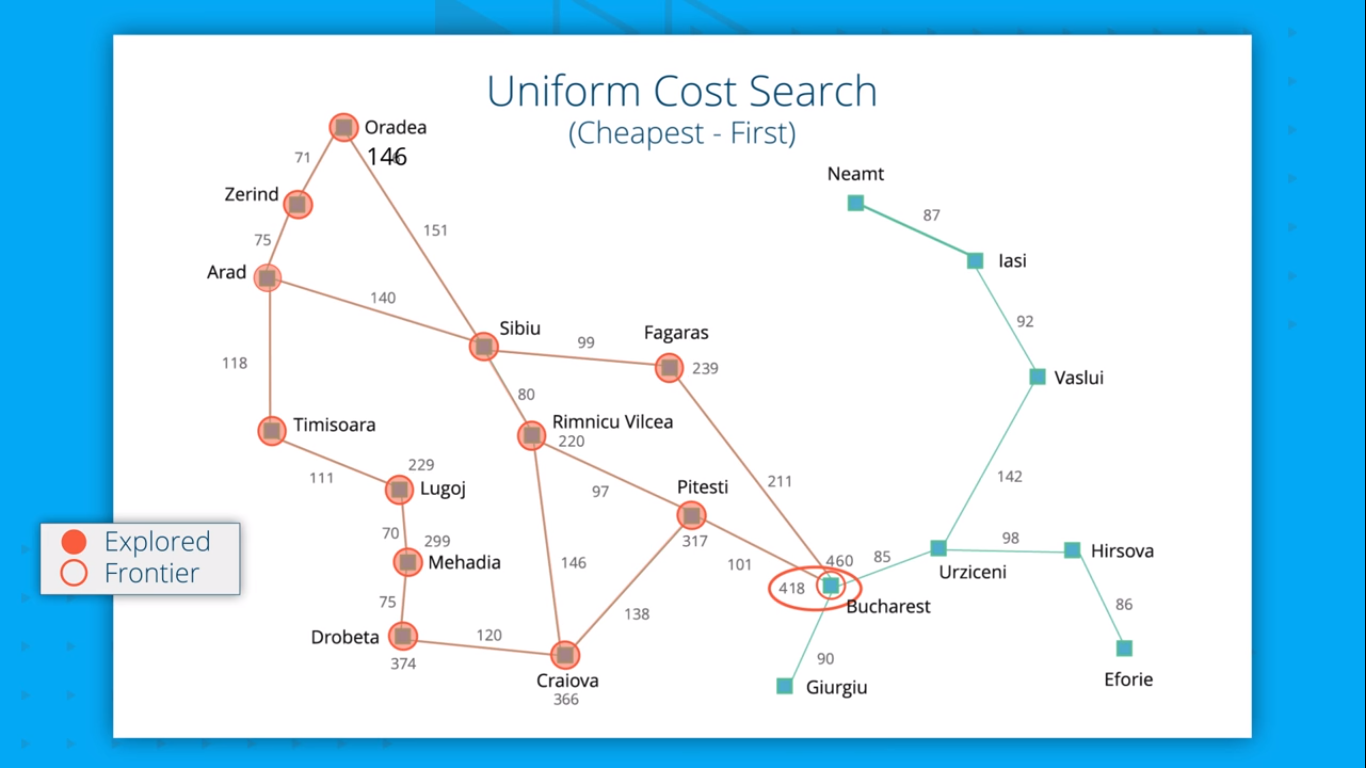 Uniform Cost Search
(Cheapest - First)
Oradea
146
71
Zerind
151
75
Arad
140
118
Sibiu
99
Fagaras
239
80
Timisoara
Rimnicu Vilcea
220
111
229
Lugoj
97
Pitesti
317
211
70
299
Mehadia
146
101
460
418
Bucharest
85
75
138
Drobeta
374
120
Craiova
366
90
Giurgiu
Neamt
87
Iasi
92
Vaslui
142
98
Urziceni
Hirsova
86
Eforie
Explored
Frontier